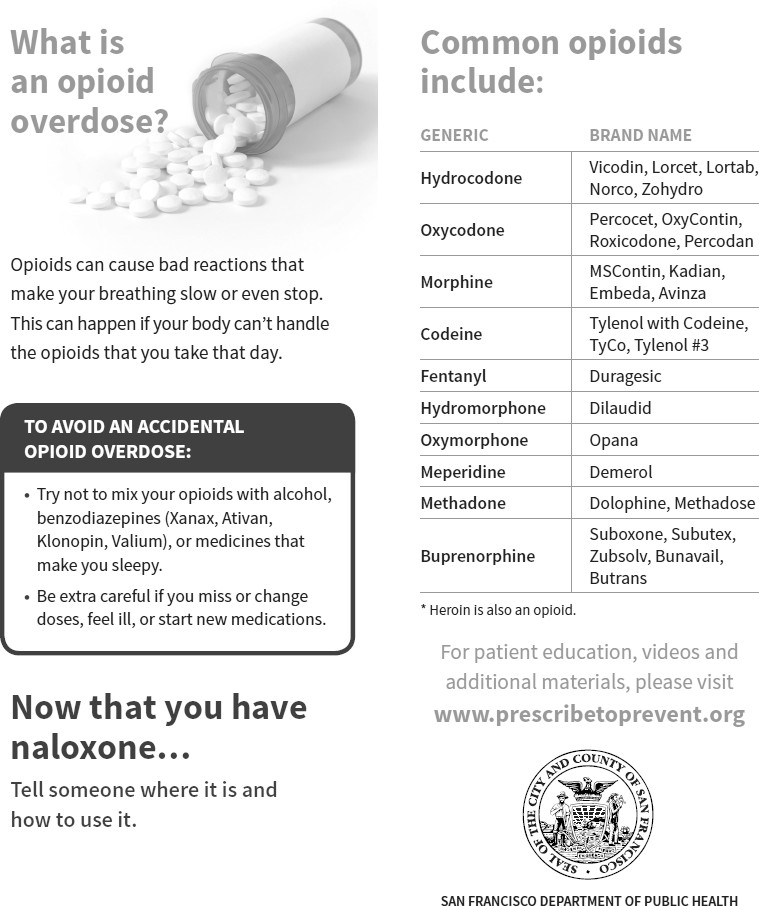 What is
an opioid
overdose?
Opioids can cause bad reactions that
make your breathing slow or even stop.
This can happen if your body can't handle
the opioids that you take that day.
TO AVOID AN ACCIDENTAL
OPIOID OVERDOSE:
• Try not to mix your opioids with alcohol,
benzodiazepines (Xanax, Ativan,
Klonopin, Valium), or medicines that
make you sleepy.
• Be extra careful if you miss or change
doses, feel ill, or start new medications.
Now that you have
naloxone...
Tell someone where it is and
how to use it.
Common opioids
include:
GENERIC BRAND NAME
Hydrocodone Vicodin, Lorcet, Lortab,
Norco, Zohydro
Oxycodone Percocet, OxyContin,
Roxicodone, Percodan
Morphine MSContin, Kadian,
Embeda, Avinza
Codeine Tylenol with Codeine,
TyCo, Tylenol #3
Fentanyl Duragesic
Hydromorphone Dilaudid
Oxymorphone Opana
Meperidine Demerol
Methadone Dolophine, Methadose
Buprenorphine Suboxone, Subutex,
Zubsolv, Bunavail,
Butrans
* Heroin is also an opioid.
For patient education, videos and
additional materials, please visit
www.prescribetoprevent.org
SEAL OF THE CITY AND COUNTY OF SAN FRANCISCO
SAN FRANCISCO DEPARTMENT OF PUBLIC HEALTH